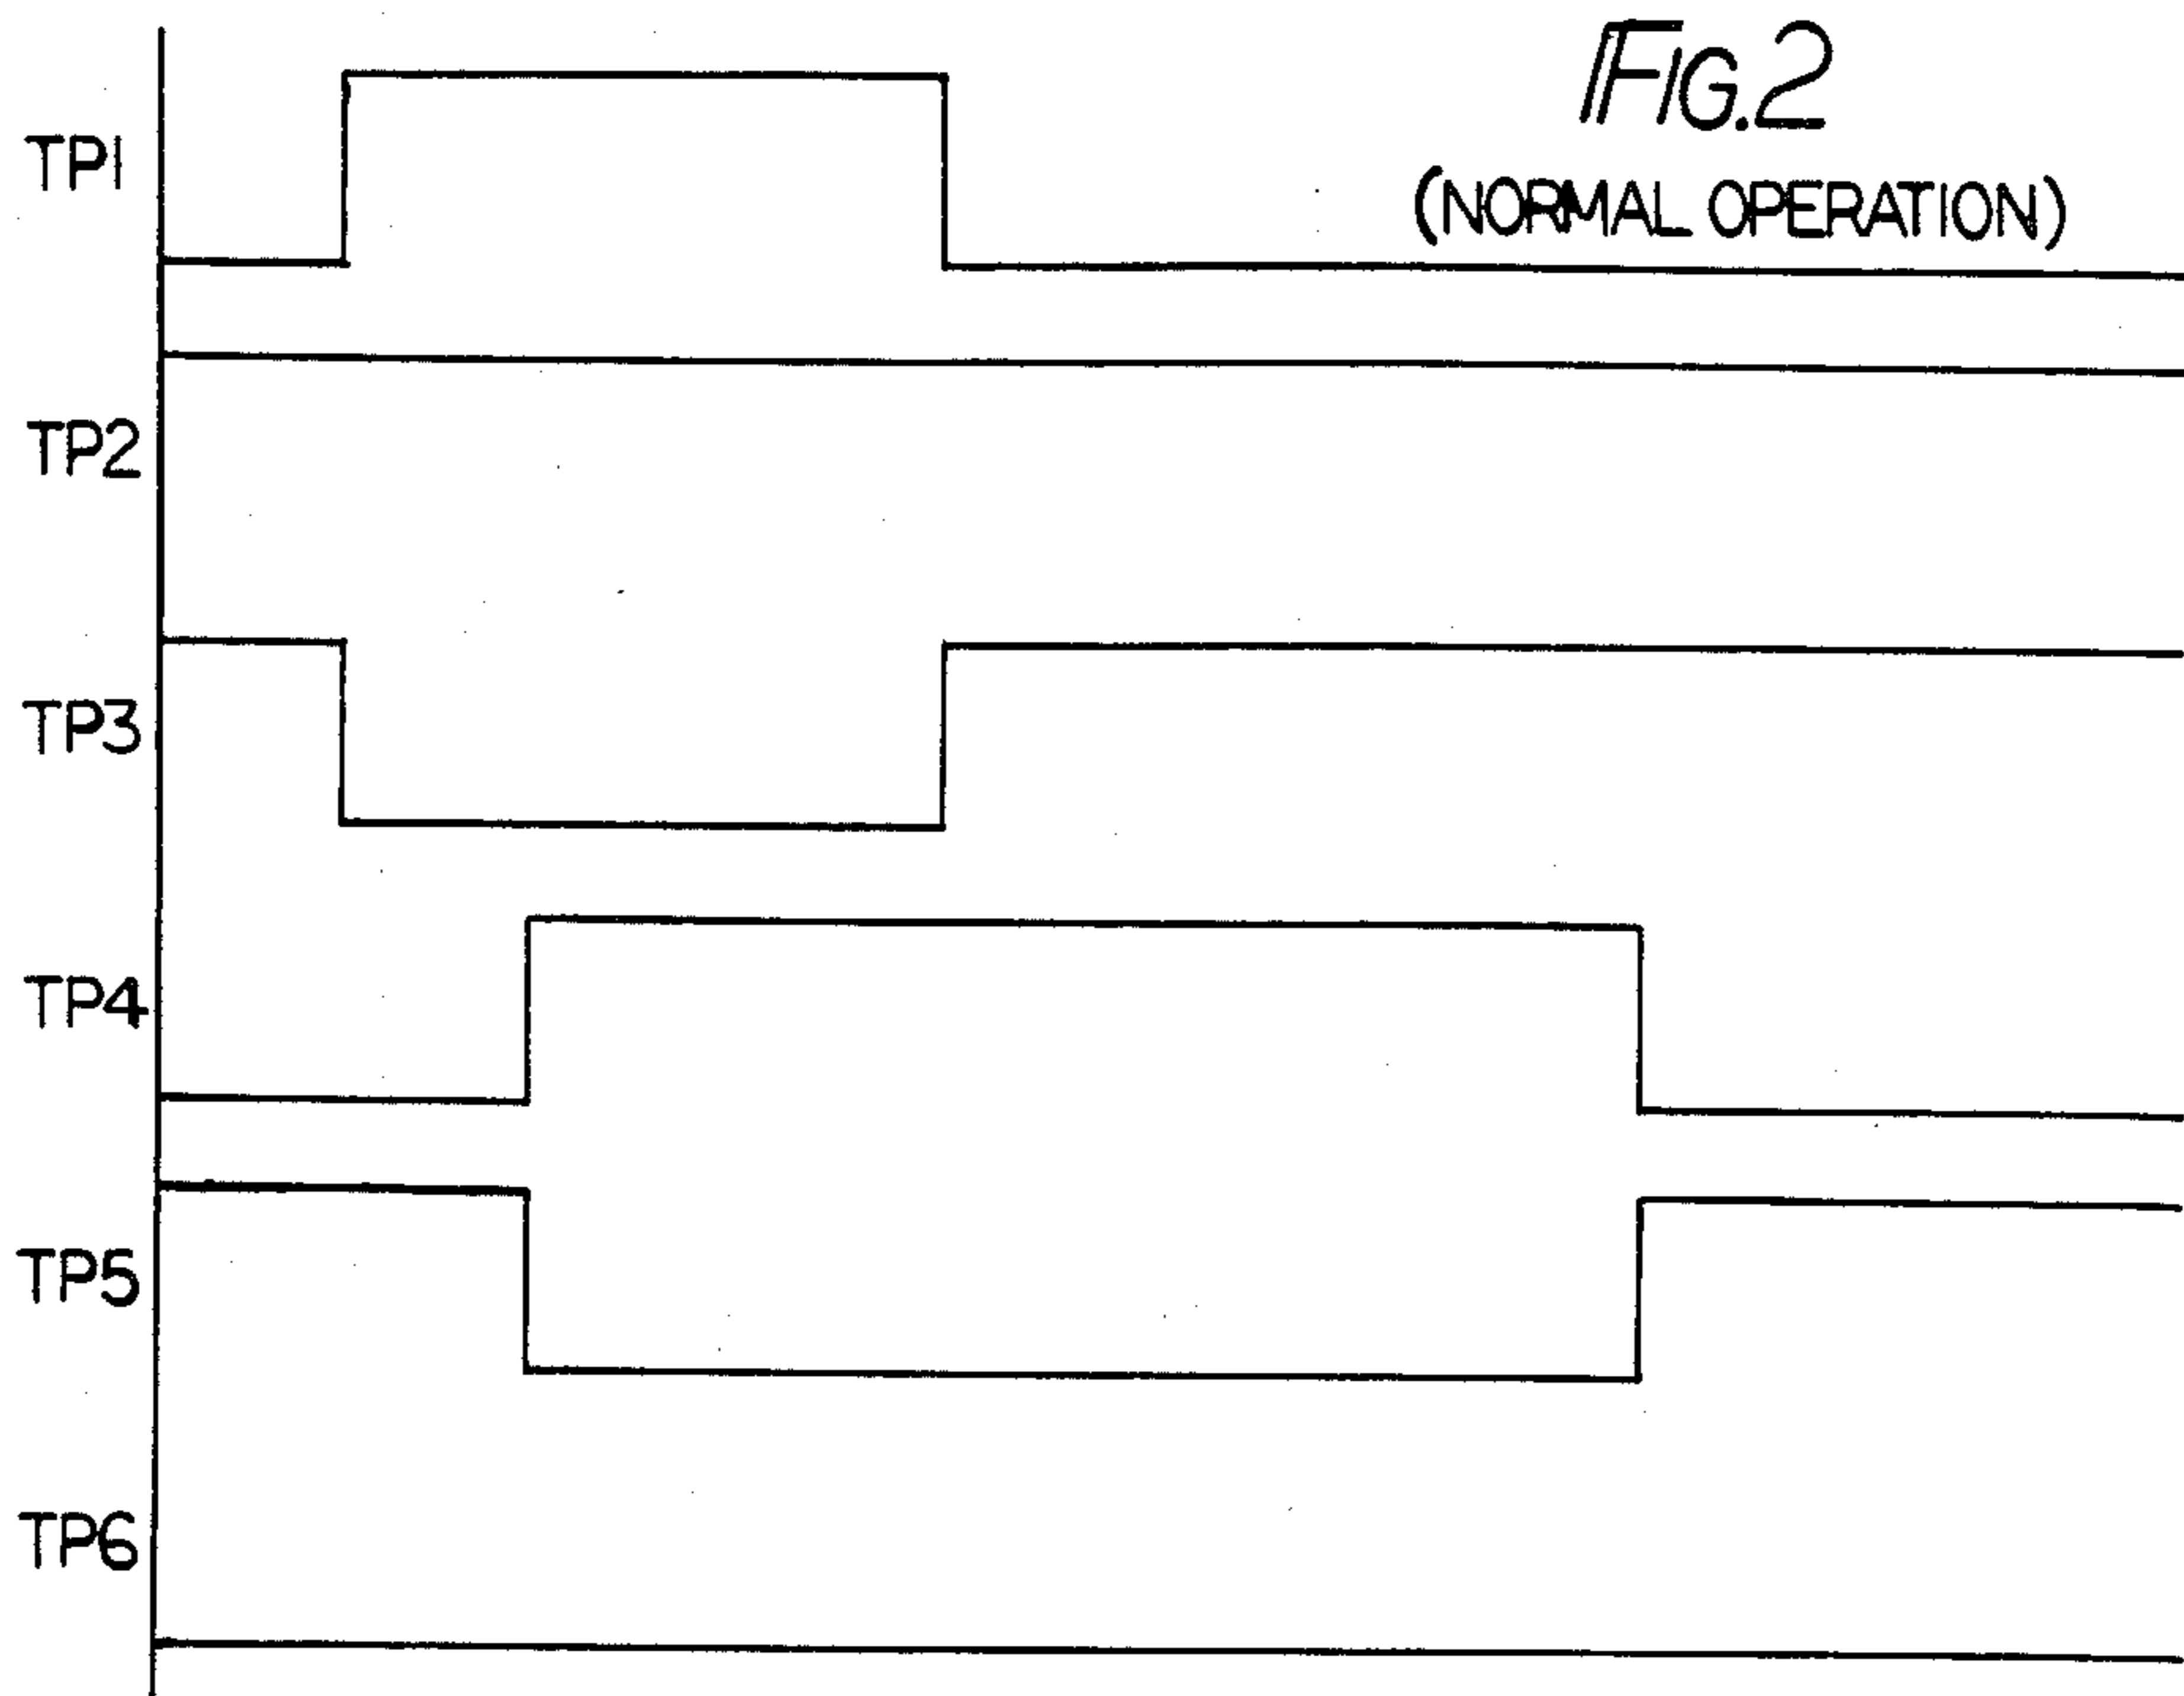 FIG.2
(NORMAL OPERATION)
TP1
TP2
TP3
TP4
TP5
TP6